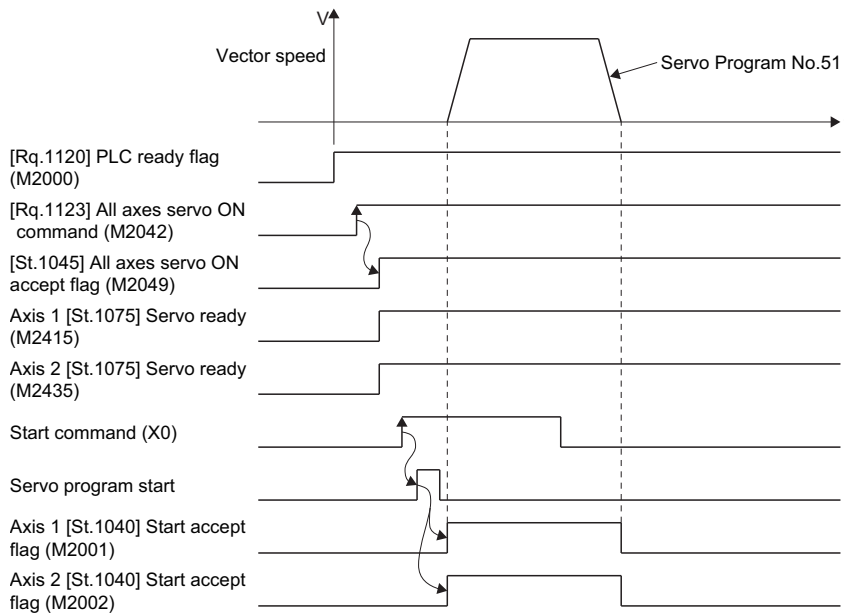 V
Vector speed
Servo Program No.51
[Rq.1120] PLC ready flag
(M2000)
[Rq.1123] All axes servo ON
command (M2042)
[St.1045] All axes servo ON
accept flag (M2049)
Axis 1 [St.1075] Servo ready
(M2415)
Axis 2 [St.1075] Servo ready
(M2435)
Start command (X0)
Servo program start
Axis 1 [St.1040] Start accept
flag (M2001)
Axis 2 [St.1040] Start accept
flag (M2002)